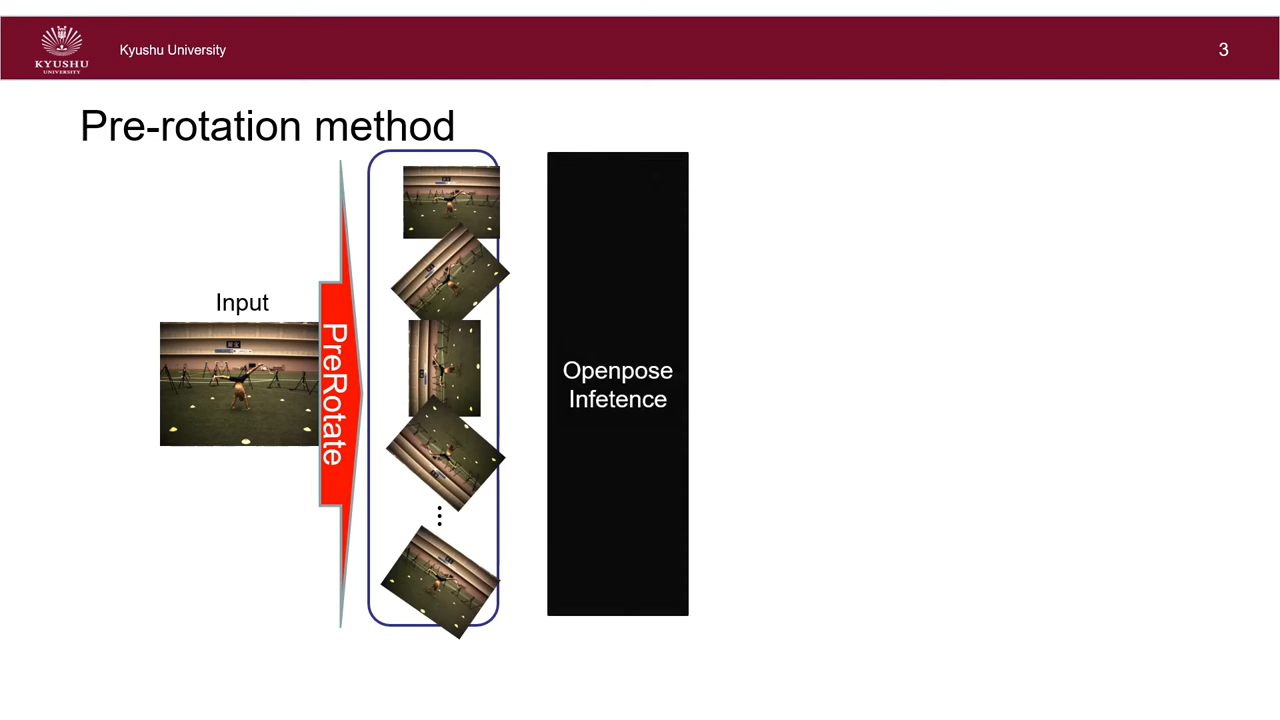 KYUSHU
UNIVERSITY
Kyushu University
3
Pre-rotation method
Input
PreRotate
⋮
Openpose
Infetence